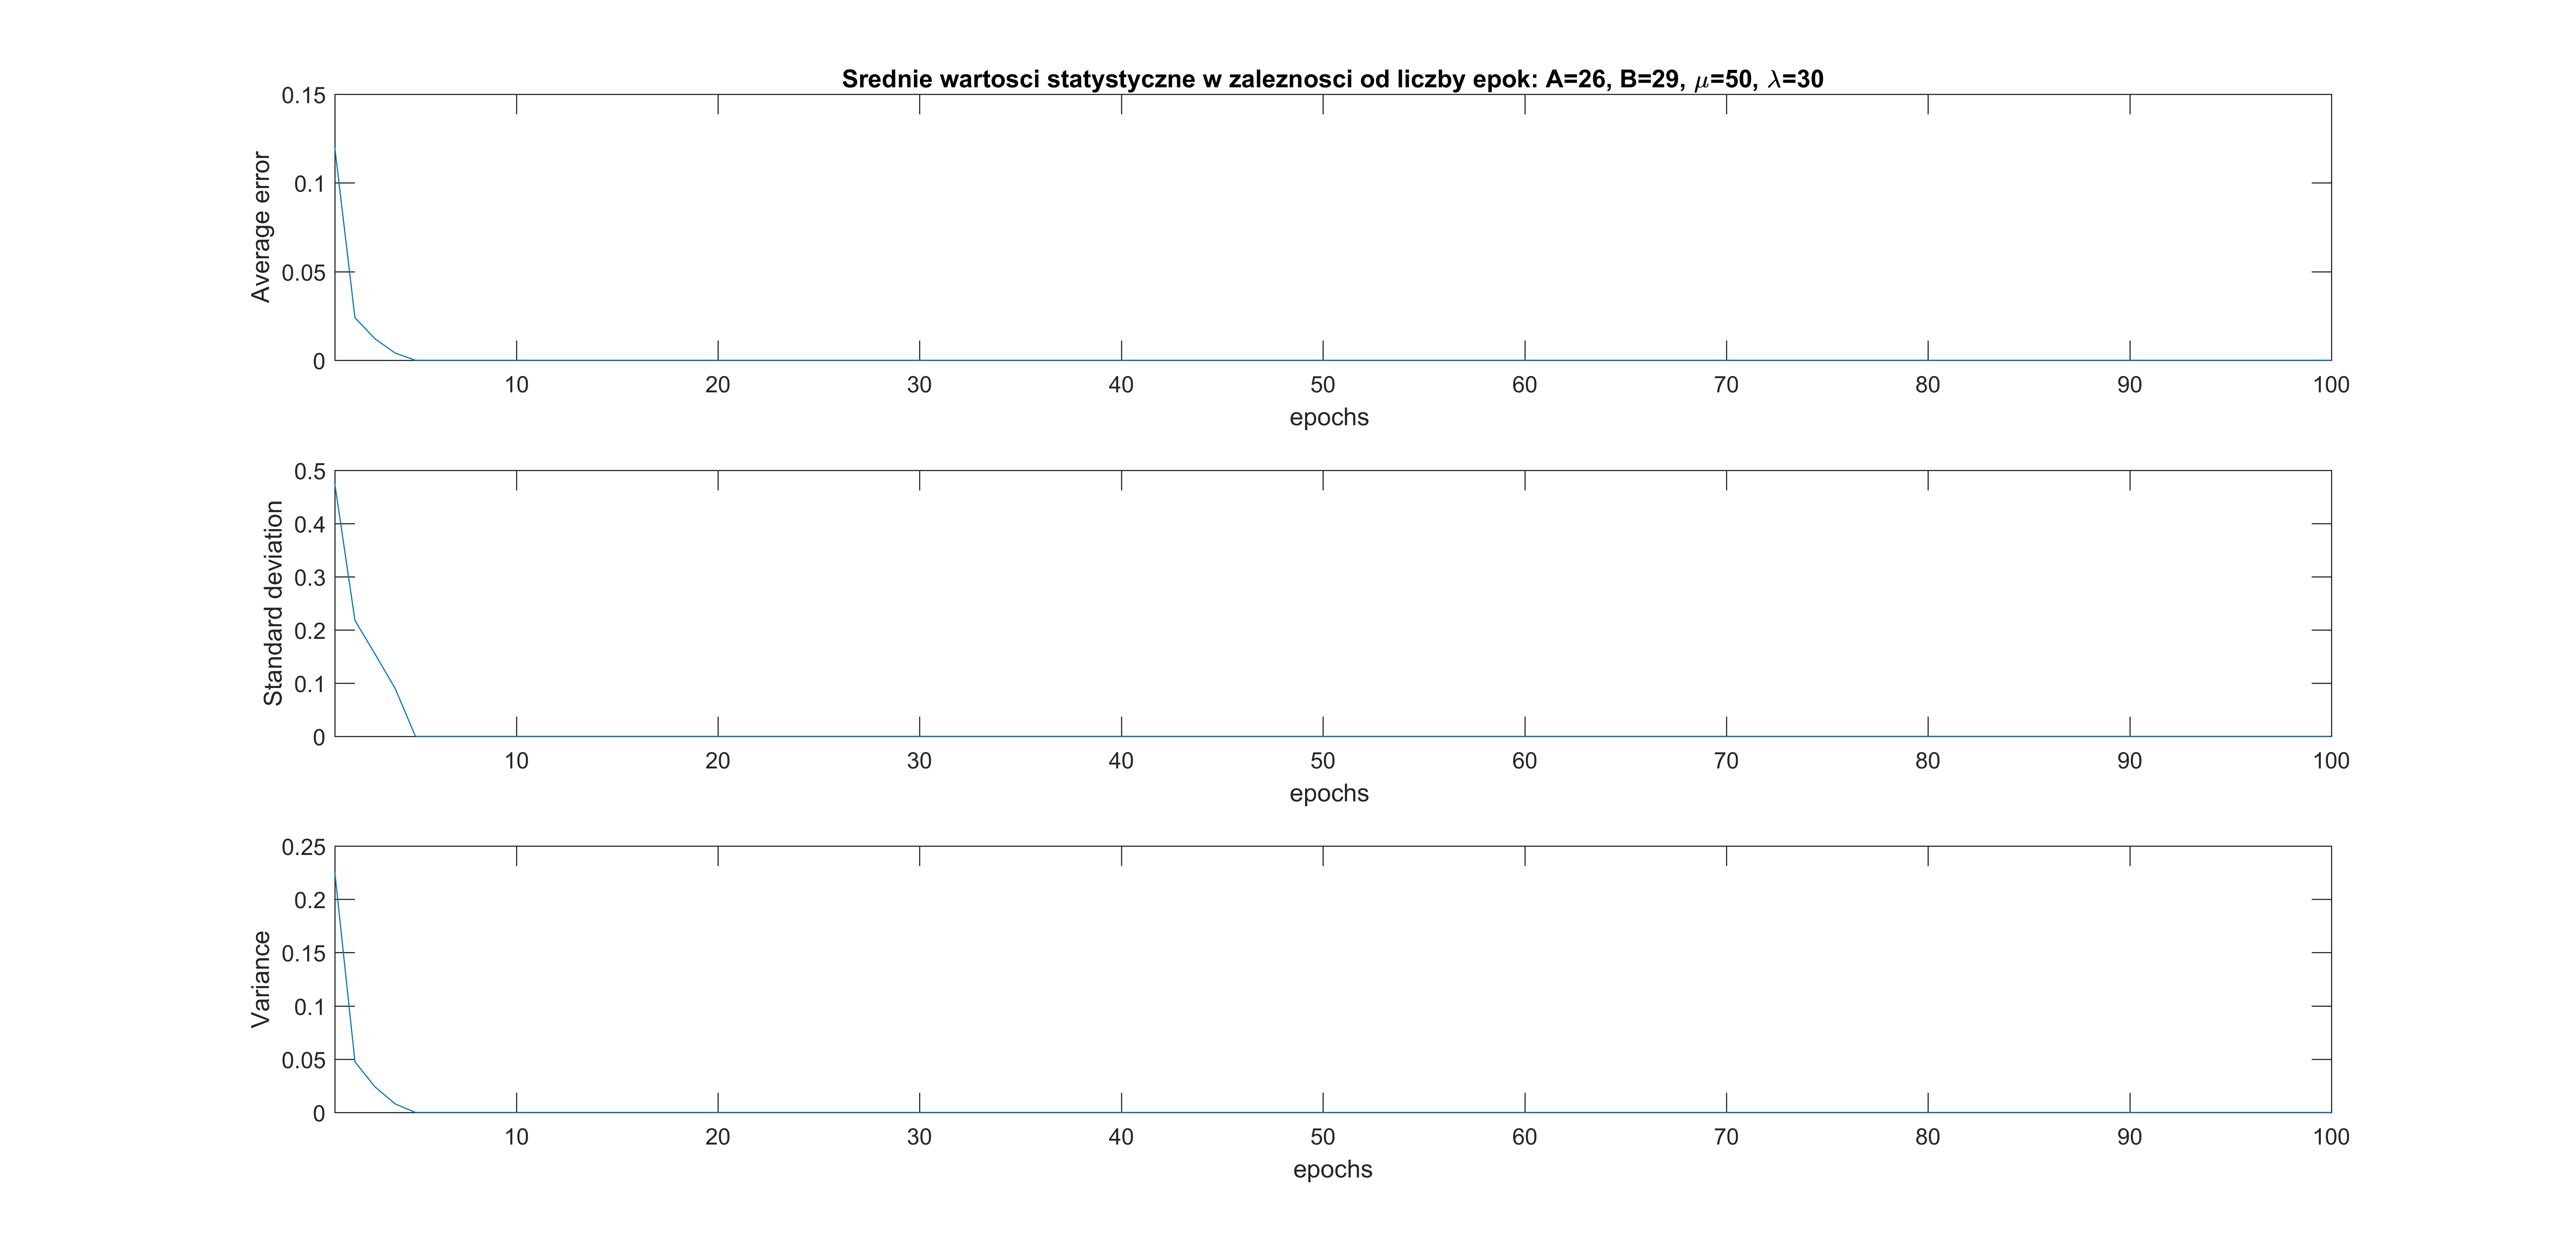 Srednie wartosci statystyczne w zaleznosci od liczby epok: A=26, B=29, μ=50, λ=30
0.15
0.1
0.05
0
Average error
10 20 30 40 50 60 70 80 90 100
epochs
0.5
0.4
0.3
0.2
0.1
0
Standard deviation
10 20 30 40 50 60 70 80 90 100
epochs
0.25
0.2
0.15
0.1
0.05
0
Variance
10 20 30 40 50 60 70 80 90 100
epochs